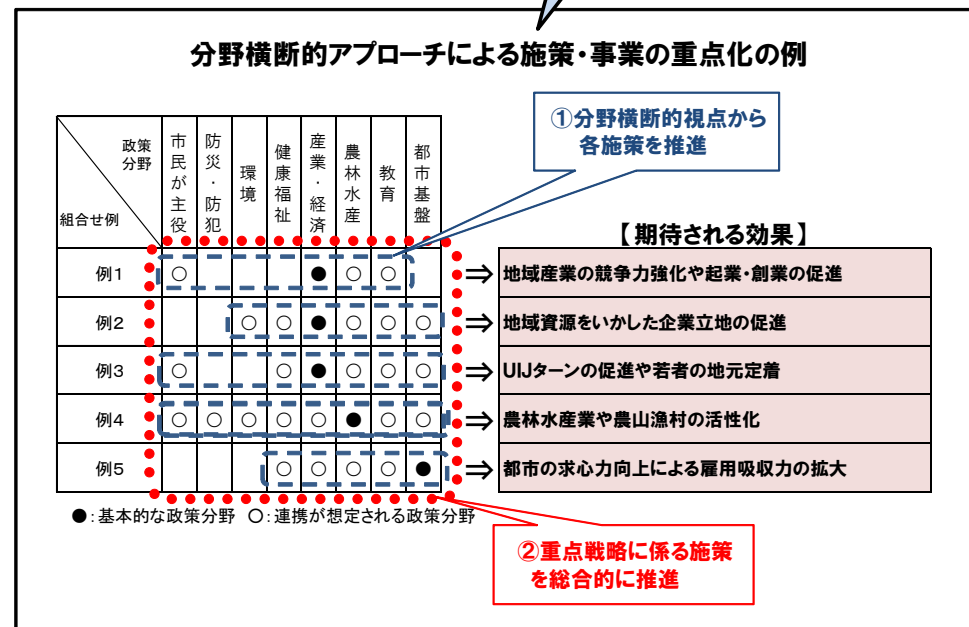 分野横断的アプローチによる施策・事業の重点化の例
①分野横断的視点から
各施策を推進
政策
分野
組合せ例
市民が主役
防災・防犯
環境
健康福祉
産業・経済
農林水産
教育
都市基盤
【期待される効果】
例1 ○ ● ○ ○ ⇒ 地域産業の競争力強化や起業・創業の促進
例2 ○ ○ ● ○ ○ ○ ⇒ 地域資源をいかした企業立地の促進
例3 ○ ○ ● ○ ○ ○ ⇒ UIJターンの促進や若者の地元定着
例4 ○ ○ ○ ○ ○ ● ○ ○ ⇒ 農林水産業や農山漁村の活性化
例5 ○ ○ ○ ○ ● ⇒ 都市の求心力向上による雇用吸収力の拡大
●:基本的な政策分野 ○:連携が想定される政策分野
②重点戦略に係る施策
を総合的に推進